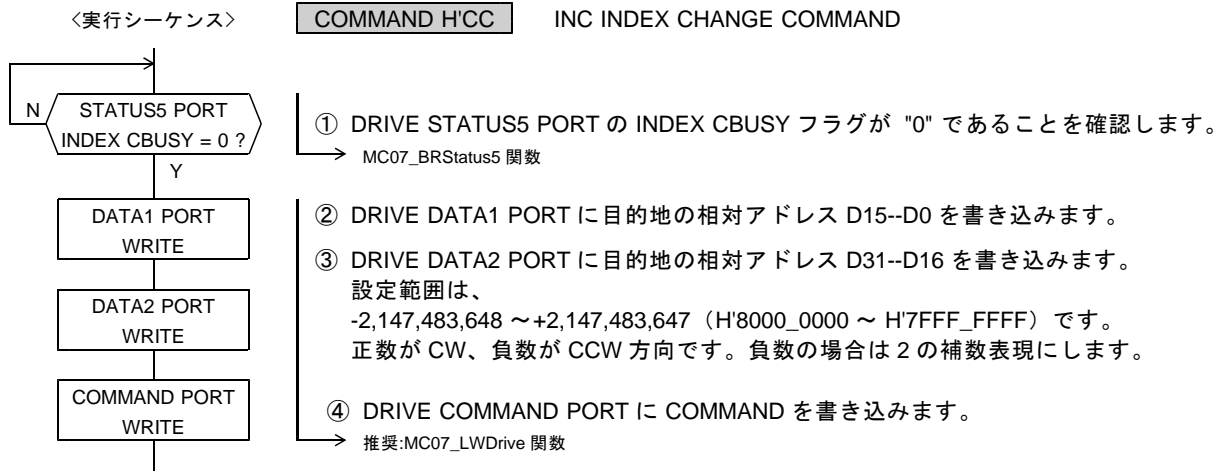 〈実行シーケンス〉
COMMAND H'CC
INC INDEX CHANGE COMMAND
N
STATUS5 PORT
INDEX CBUSY = 0 ?
Y
DATA1 PORT
WRITE
DATA2 PORT
WRITE
COMMAND PORT
WRITE
① DRIVE STATUS5 PORT の INDEX CBUSY フラグが "0" であることを確認します。
MC07_BRStatus5 関数
② DRIVE DATA1 PORT に目的地の相対アドレス D15--D0 を書き込みます。
③ DRIVE DATA2 PORT に目的地の相対アドレス D31--D16 を書き込みます。
設定範囲は、
-2,147,483,648 ～+2,147,483,647（H'8000_0000 ～ H'7FFF_FFFF）です。
正数が CW、負数が CCW 方向です。負数の場合は 2 の補数表現にします。
④ DRIVE COMMAND PORT に COMMAND を書き込みます。
推奨:MC07_LWDrive 関数